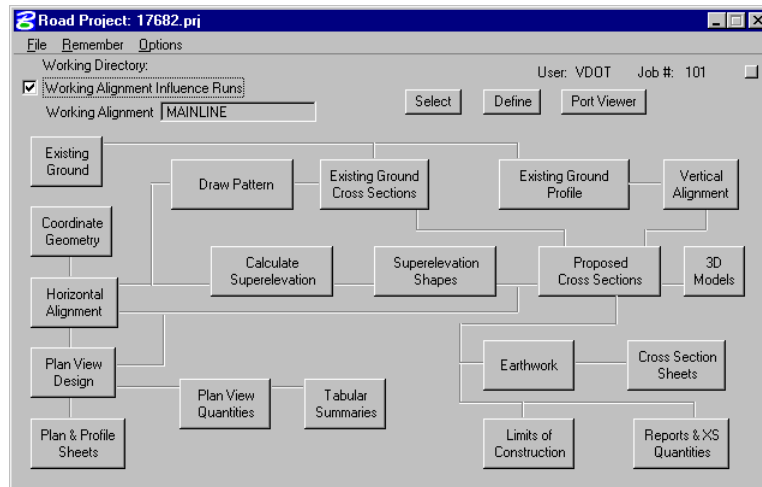 Road Project: 17682.prj
File Remember Options
Working Directory:
User: VDOT Job #: 101
Working Alignment Influence Runs
Working Alignment MAINLINE
Select Define Port Viewer
Existing
Ground
Draw Pattern
Existing Ground
Cross Sections
Existing Ground
Profile
Vertical
Alignment
Coordinate
Geometry
Calculate
Superelevation
Superelevation
Shapes
Proposed
Cross Sections
3D
Models
Horizontal
Alignment
Plan View
Design
Earthwork
Cross Section
Sheets
Plan View
Quantities
Tabular
Summaries
Plan & Profile
Sheets
Limits of
Construction
Reports & XS
Quantities